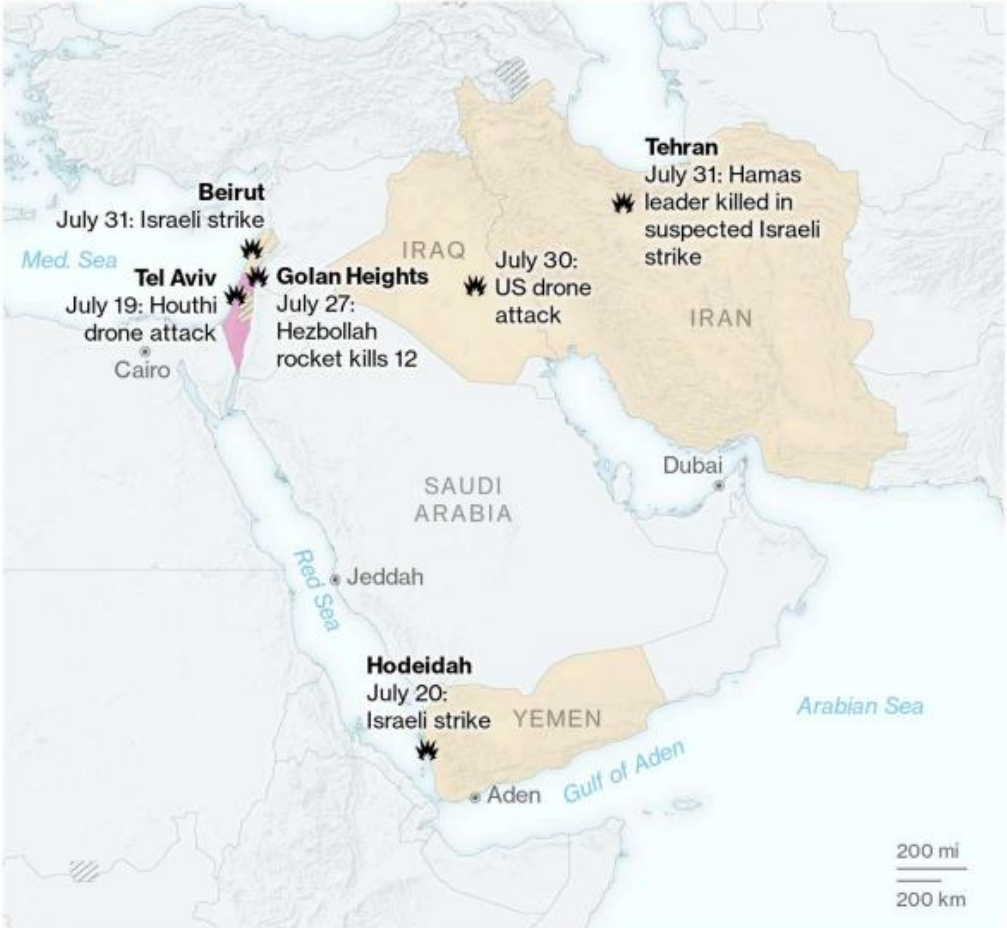 Tehran
July 31: Hamas
leader killed in
suspected Israeli
strike
Beirut
July 31: Israeli strike
IRAQ
Med. Sea
July 30:
US drone
attack
Tel Aviv
July 19: Houthi
drone attack
Golan Heights
July 27:
Hezbollah
rocket kills 12
IRAN
Cairo
Dubai
SAUDI
ARABIA
Red Sea
Jeddah
Hodeidah
July 20:
Israeli strike
YEMEN
Arabian Sea
Gulf of Aden
Aden
200 mi
200 km